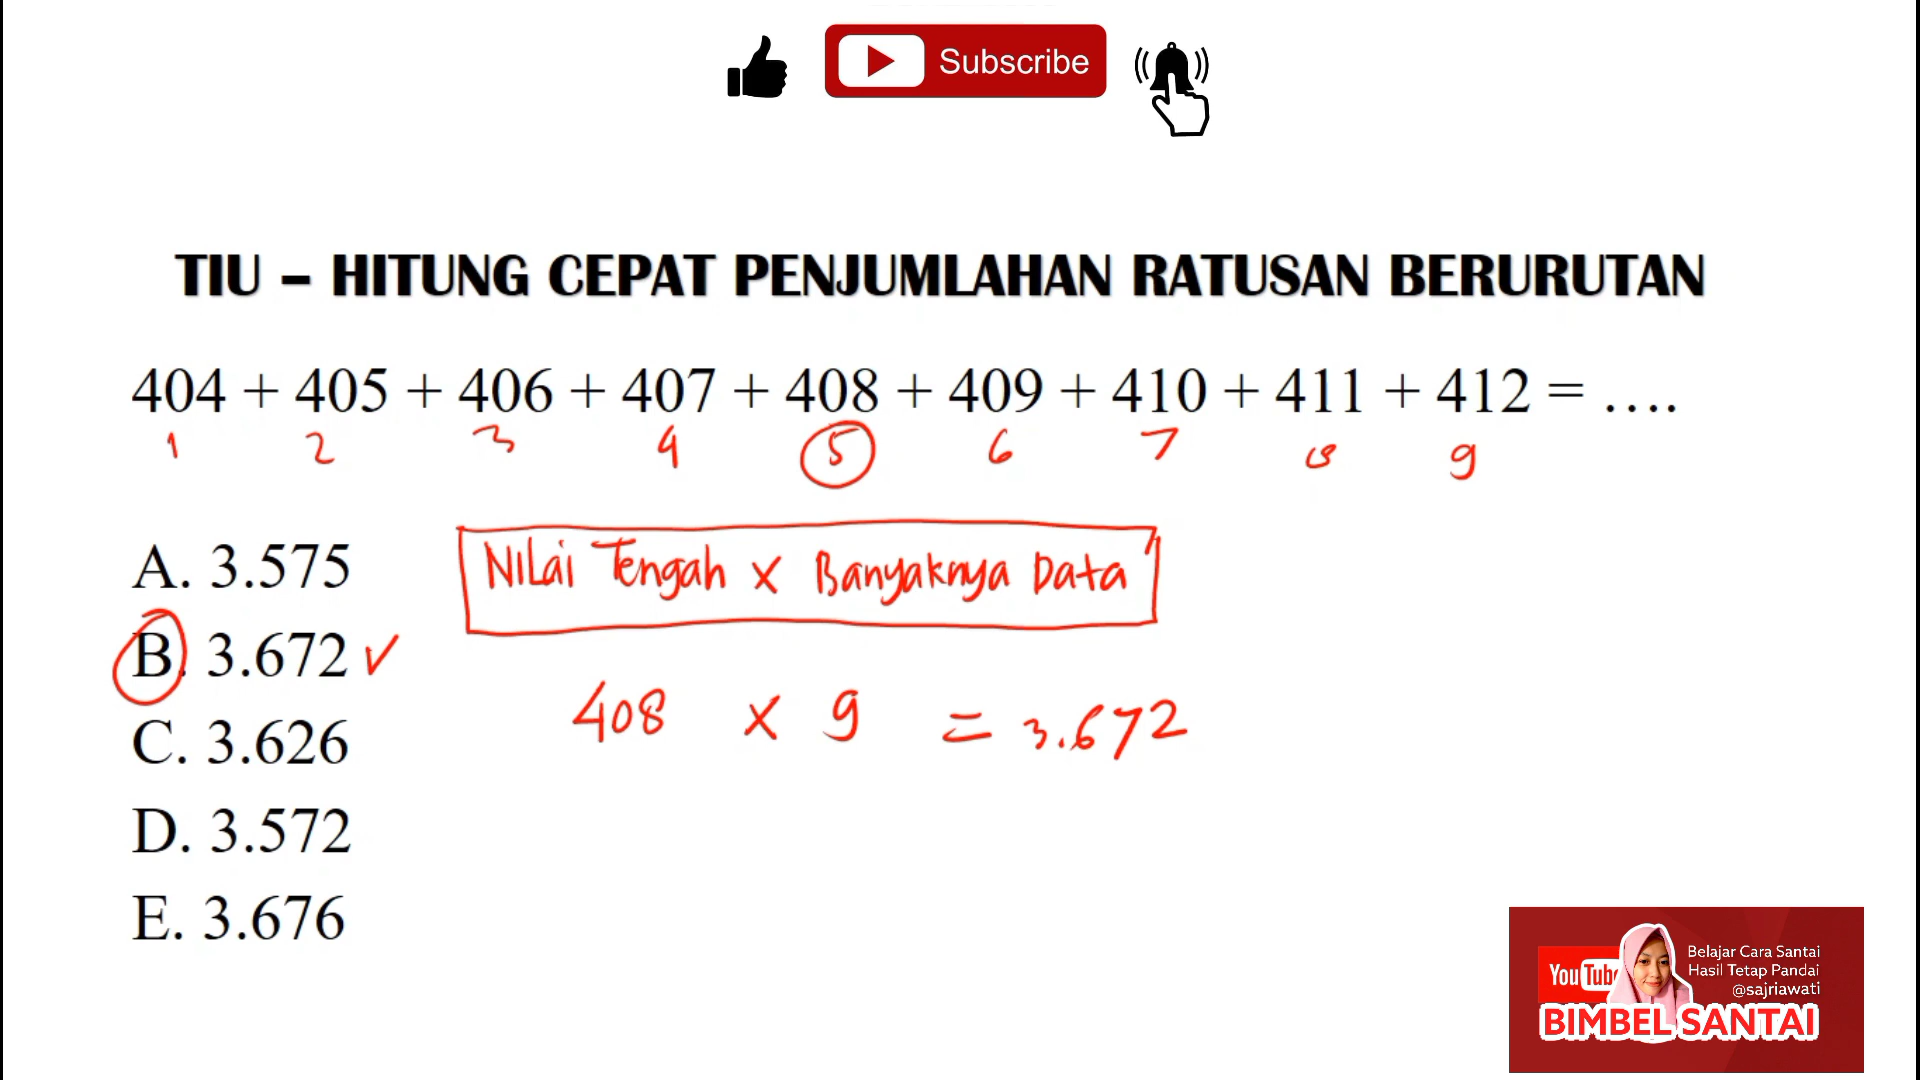 Subscribe
TIU – HITUNG CEPAT PENJUMLAHAN RATUSAN BERURUTAN
404 + 405 + 406 + 407 + 408 + 409 + 410 + 411 + 412 = ....
1 2 3 4 5 6 7 8 9
A. 3.575
Nilai Tengah x Banyaknya Data
B. 3.672 ✓
408 x 9 = 3.672
C. 3.626
D. 3.572
E. 3.676
YouTube
Belajar Cara Santai
Hasil Tetap Pandai
@sajriawati
BIMBEL SANTAI